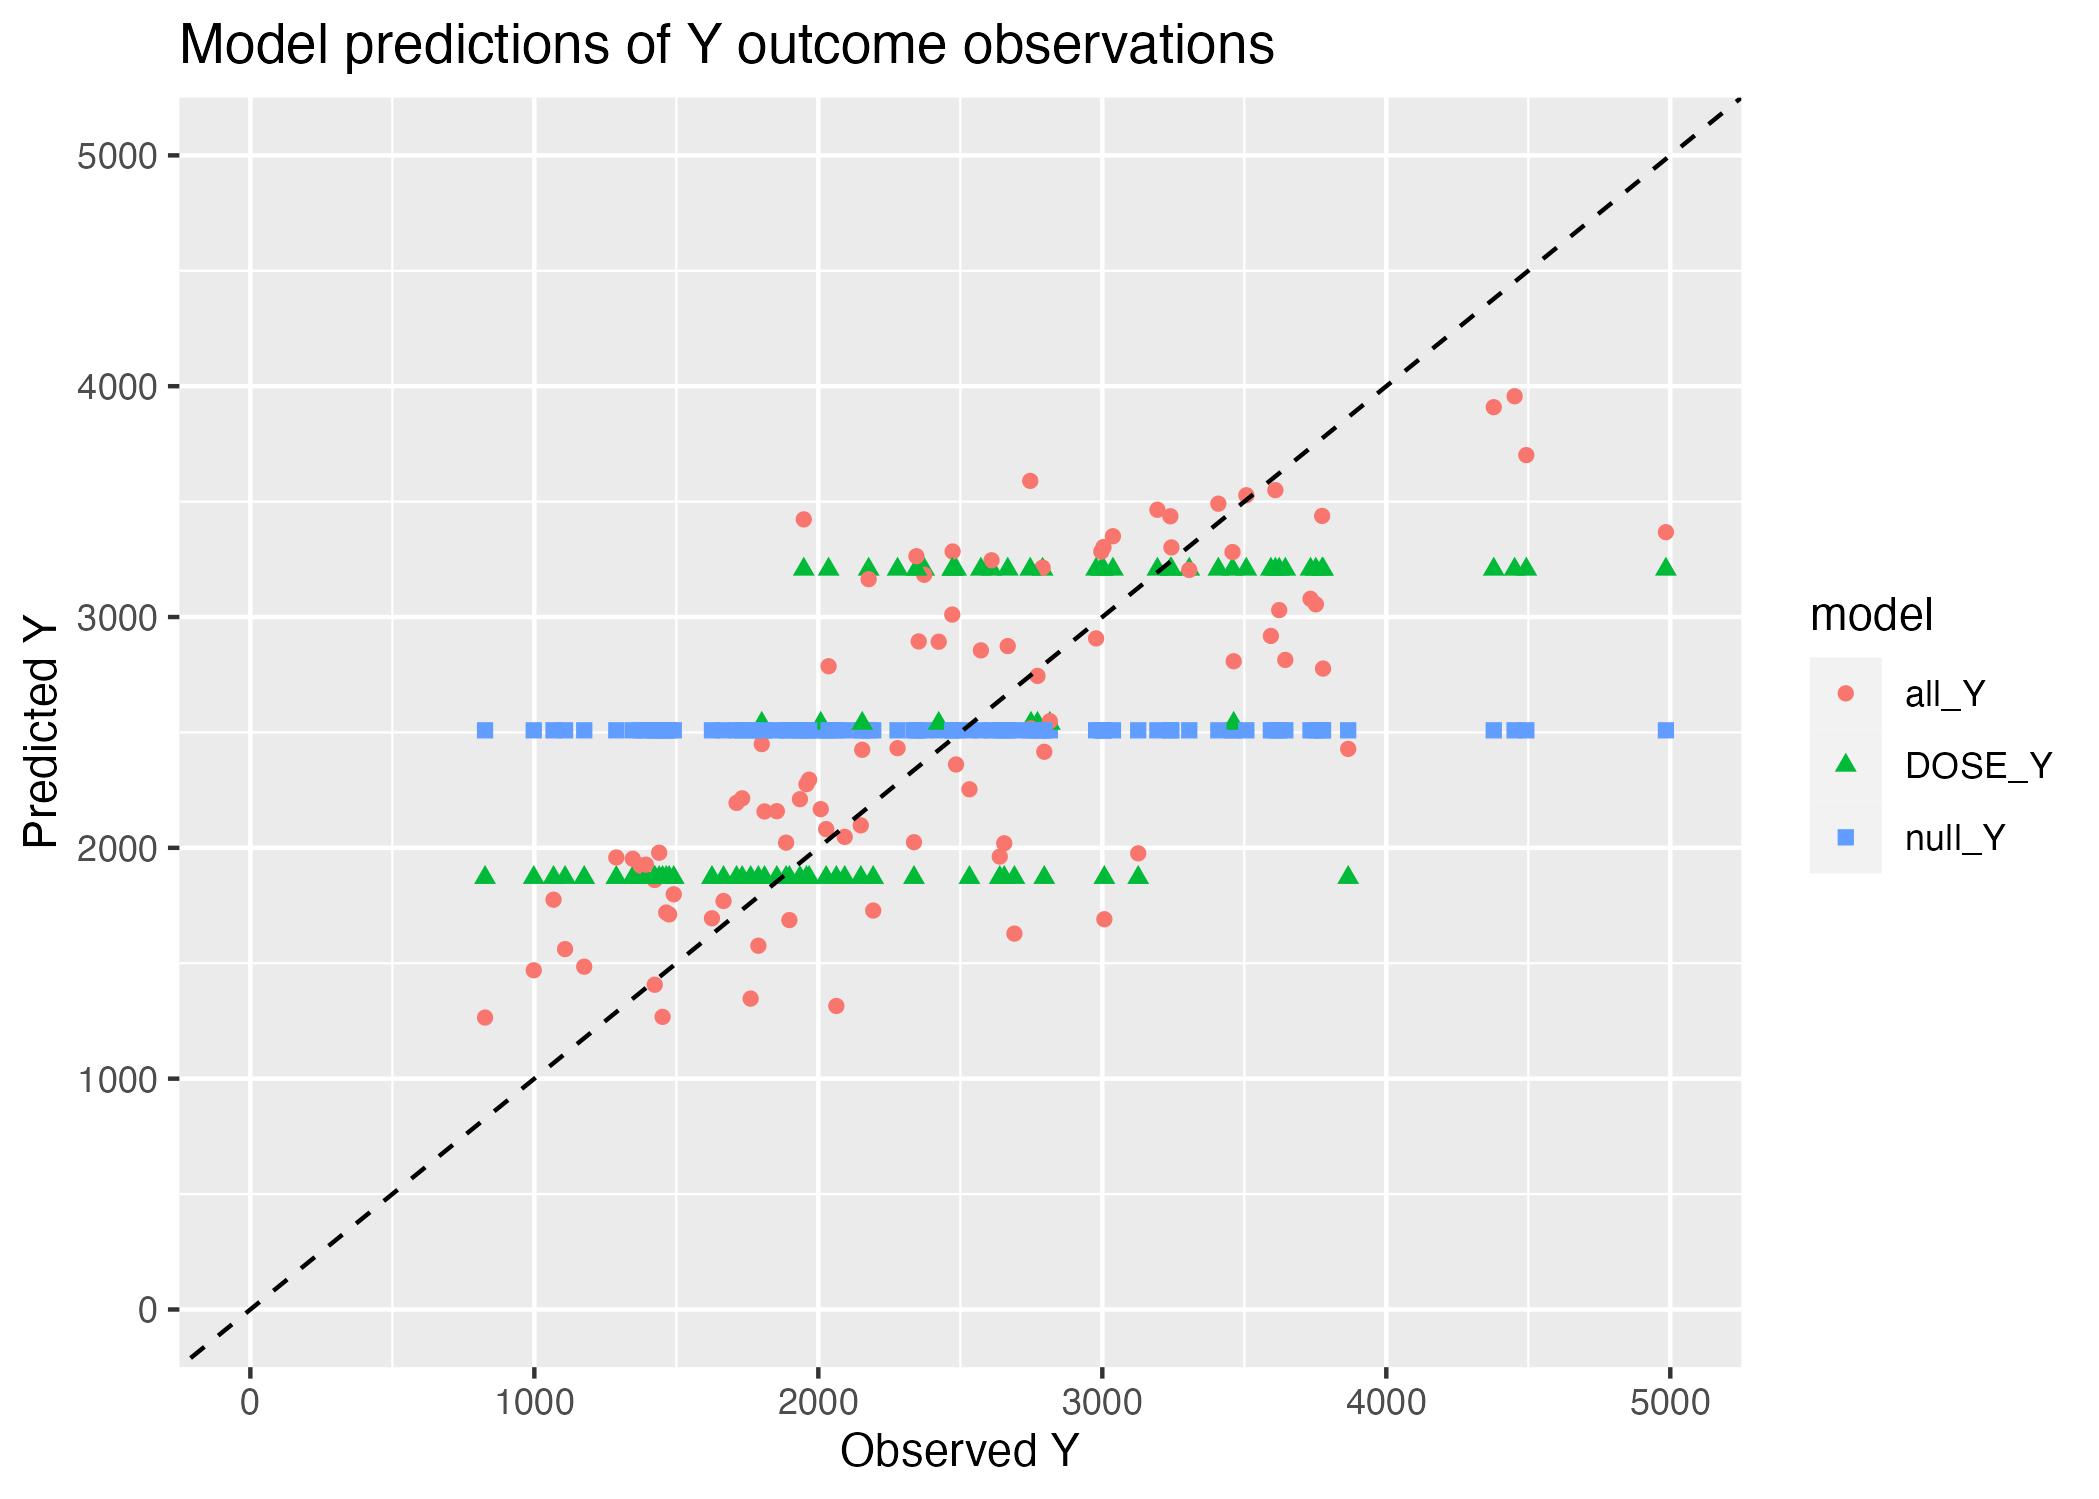 Model predictions of Y outcome observations
5000
4000
3000
2000
1000
0
Predicted Y
0 1000 2000 3000 4000 5000
Observed Y
model
all_Y
DOSE_Y
null_Y